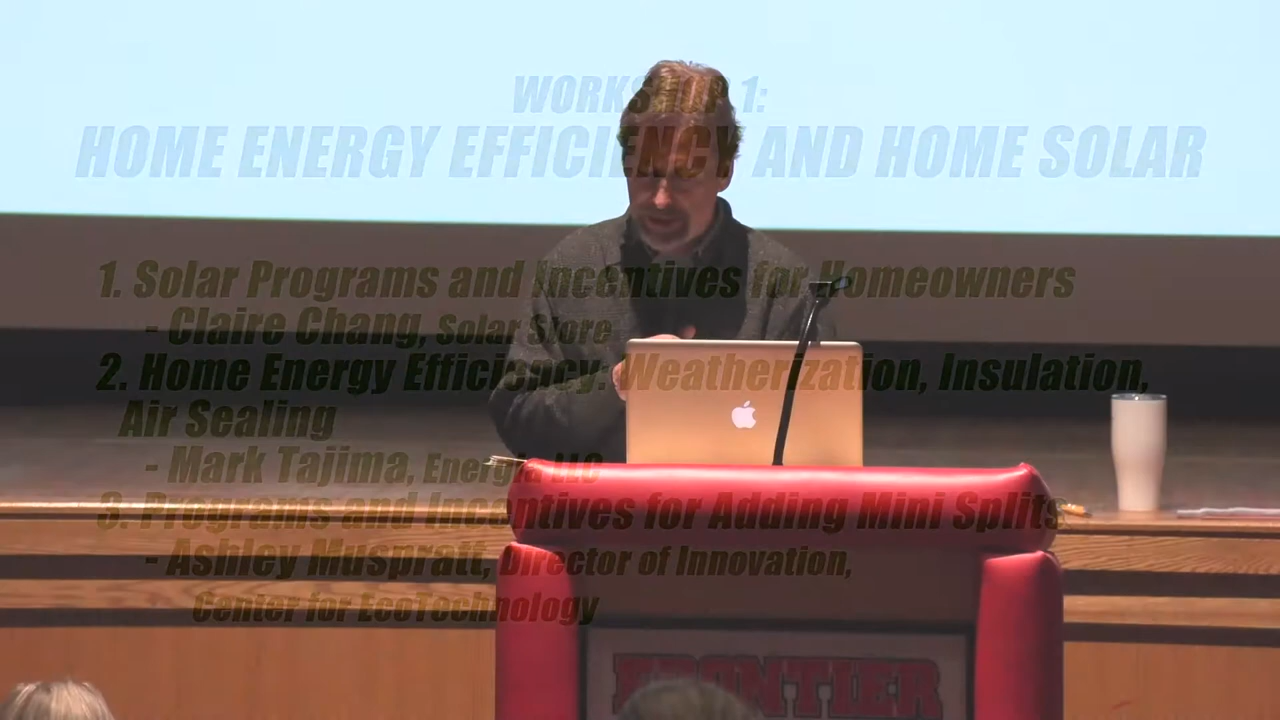 WORKSHOP 1:
HOME ENERGY EFFICIENCY AND HOME SOLAR
1. Solar Programs and Incentives for Homeowners
- Claire Chang, Solar Store
2. Home Energy Efficiency: Weatherization, Insulation,
Air Sealing
- Mark Tajima, Energia LLC
3. Programs and Incentives for Adding Mini Splits
- Ashley Muspratt, Director of Innovation,
Center for EcoTechnology
FRONTIER